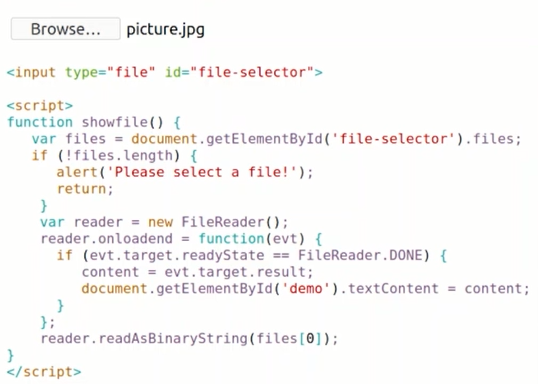 Browse... picture.jpg
<input type="file" id="file-selector">
<script>
function showfile() {
   var files = document.getElementById('file-selector').files;
   if (!files.length) {
      alert('Please select a file!');
      return;
    }
    var reader = new FileReader();
    reader.onloadend = function(evt) {
      if (evt.target.readyState == FileReader.DONE) {
         content = evt.target.result;
         document.getElementById('demo').textContent = content;
      }
    };
    reader.readAsBinaryString(files[0]);
}
</script>